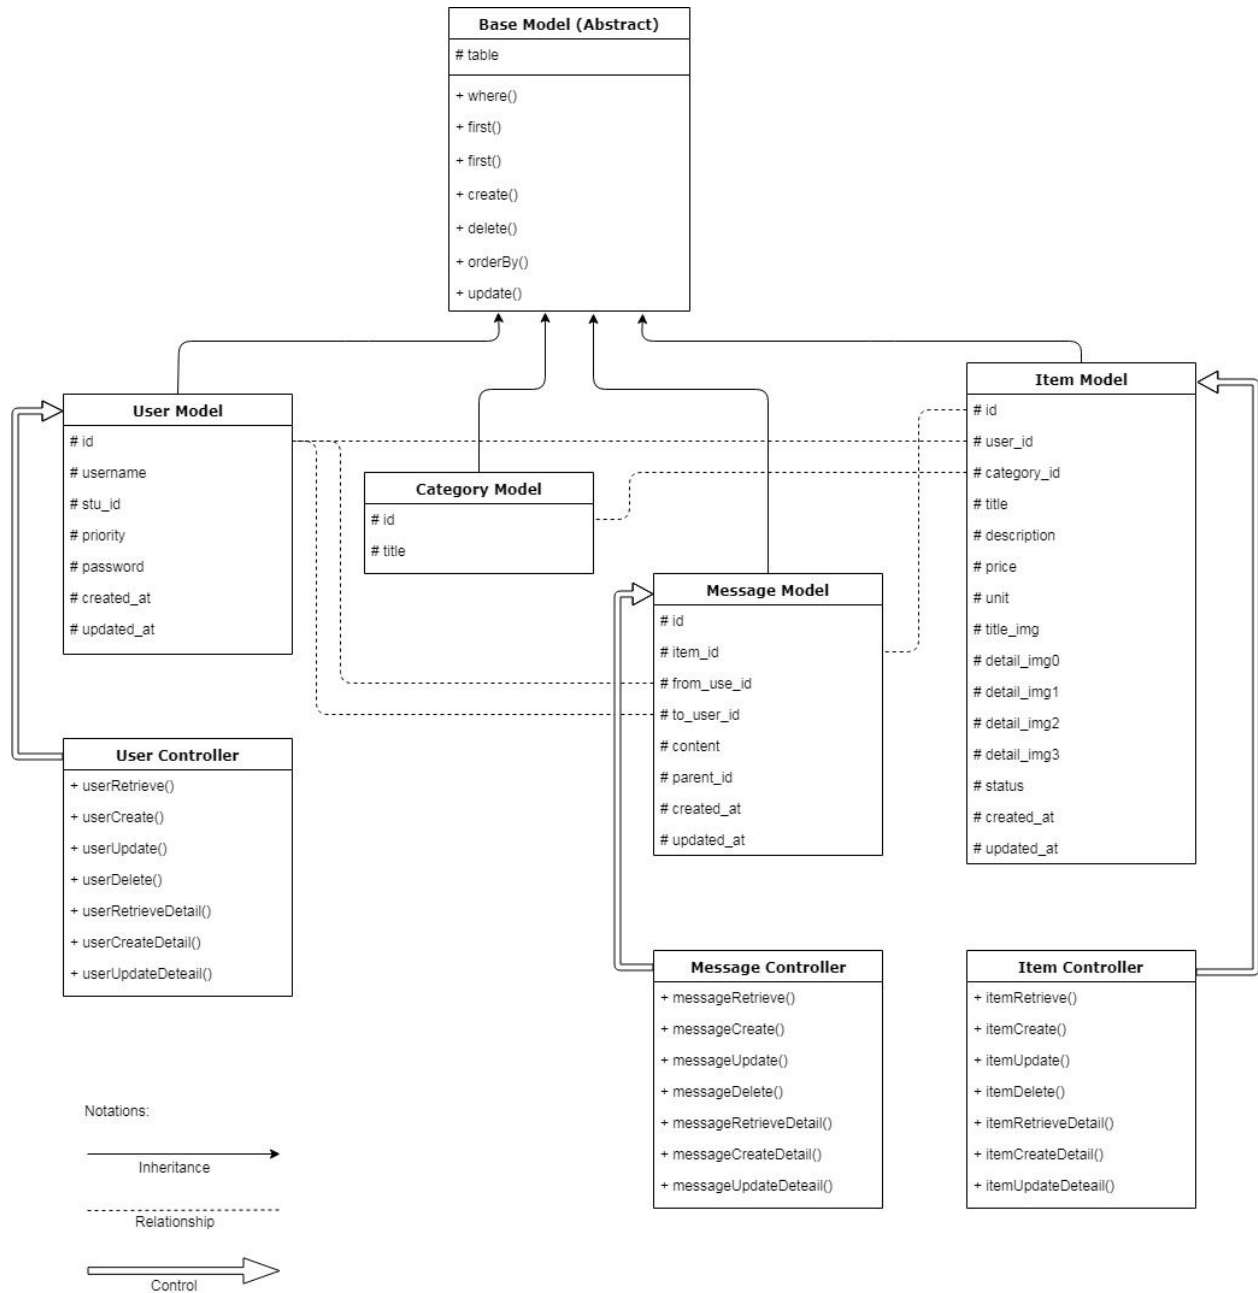 Base Model (Abstract)
# table
+ where()
+ first()
+ first()
+ create()
+ delete()
+ orderBy()
+ update()
User Model
# id
# username
# stu_id
# priority
# password
# created_at
# updated_at
Category Model
# id
# title
Message Model
# id
# item_id
# from_use_id
# to_user_id
# content
# parent_id
# created_at
# updated_at
Item Model
# id
# user_id
# category_id
# title
# description
# price
# unit
# title_img
# detail_img0
# detail_img1
# detail_img2
# detail_img3
# status
# created_at
# updated_at
User Controller
+ userRetrieve()
+ userCreate()
+ userUpdate()
+ userDelete()
+ userRetrieveDetail()
+ userCreateDetail()
+ userUpdateDeteail()
Message Controller
+ messageRetrieve()
+ messageCreate()
+ messageUpdate()
+ messageDelete()
+ messageRetrieveDetail()
+ messageCreateDetail()
+ messageUpdateDeteail()
Item Controller
+ itemRetrieve()
+ itemCreate()
+ itemUpdate()
+ itemDelete()
+ itemRetrieveDetail()
+ itemCreateDetail()
+ itemUpdateDeteail()
Notations:
Inheritance
Relationship
Control